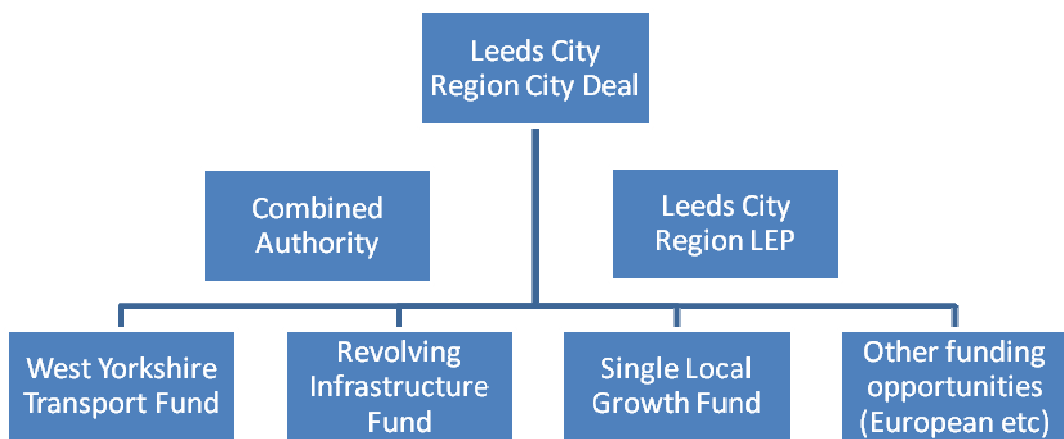 Leeds City
Region City Deal
Combined
Authority
Leeds City
Region LEP
West Yorkshire
Transport Fund
Revolving
Infrastructure
Fund
Single Local
Growth Fund
Other funding
opportunities
(European etc)